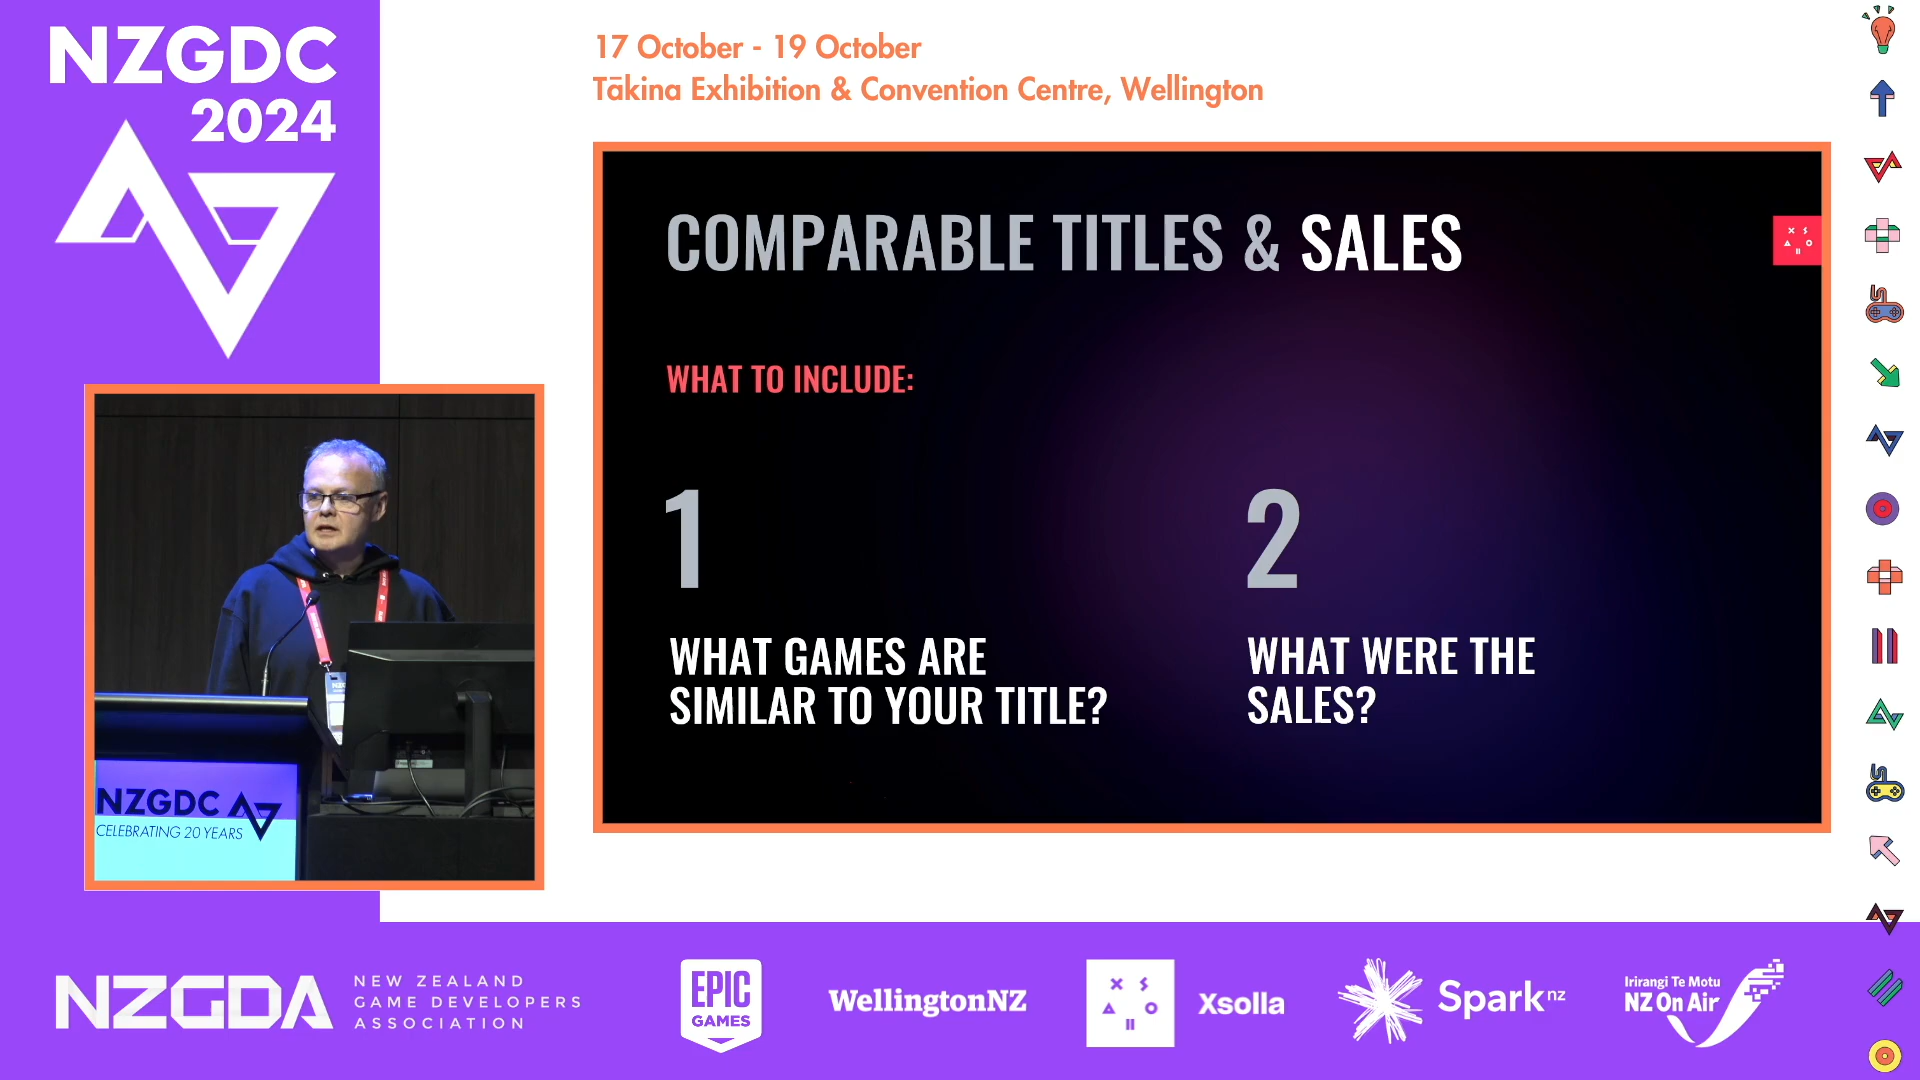 NZGDC
2024
17 October - 19 October
Tākina Exhibition & Convention Centre, Wellington
COMPARABLE TITLES & SALES
WHAT TO INCLUDE:
1
WHAT GAMES ARE
SIMILAR TO YOUR TITLE?
2
WHAT WERE THE
SALES?
NZGDC
CELEBRATING 20 YEARS
NZGDA
NEW ZEALAND
GAME DEVELOPERS
ASSOCIATION
EPIC
GAMES
WellingtonNZ
Xsolla
Spark nz
Irirangi Te Motu
NZ On Air